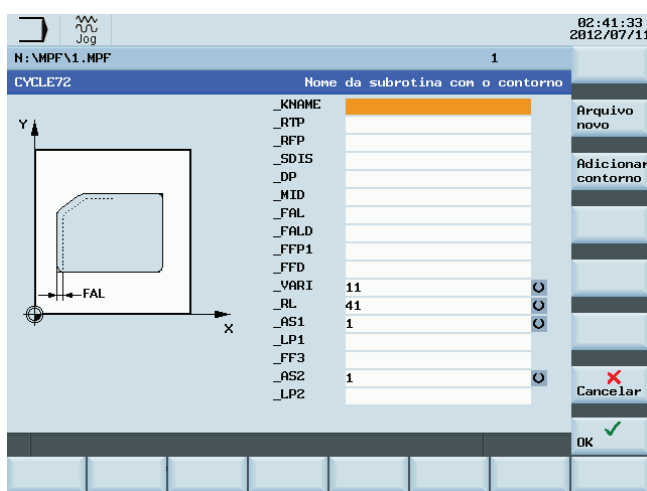 Jog
02:41:33
2012/07/11
N:\MPF\1.MPF
1
CYCLE72
Nome da subrotina com o contorno
_KNAME
_RTP
_RFP
_SDIS
_DP
_MID
_FAL
_FALD
_FFP1
_FFD
_VARI 11
_RL 41
_AS1 1
_LP1
_FF3
_AS2 1
_LP2
Y
FAL
X
Arquivo
novo
Adicionar
contorno
Cancelar
OK